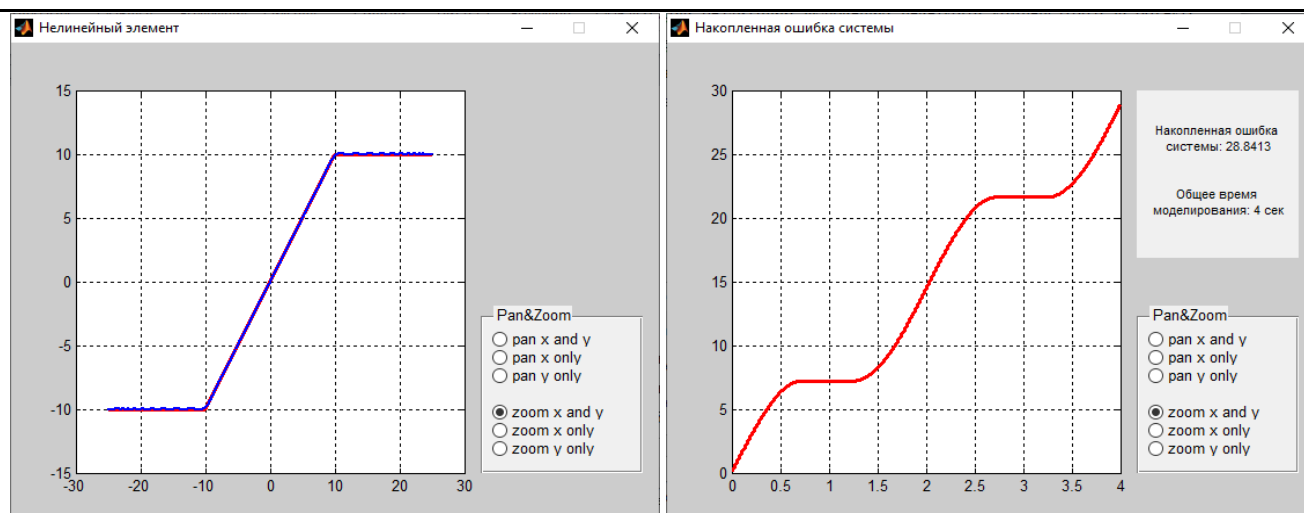 Нелинейный элемент
15
10
5
0
-5
-10
-15
-30
-20
-10
0
10
20
30
Pan&Zoom
pan x and y
pan x only
pan y only
zoom x and y
zoom x only
zoom y only
Накопленная ошибка системы
30
25
20
15
10
5
0
0
0.5
1
1.5
2
2.5
3
3.5
4
Накопленная ошибка
системы: 28.8413
Общее время
моделирования: 4 сек
Pan&Zoom
pan x and y
pan x only
pan y only
zoom x and y
zoom x only
zoom y only